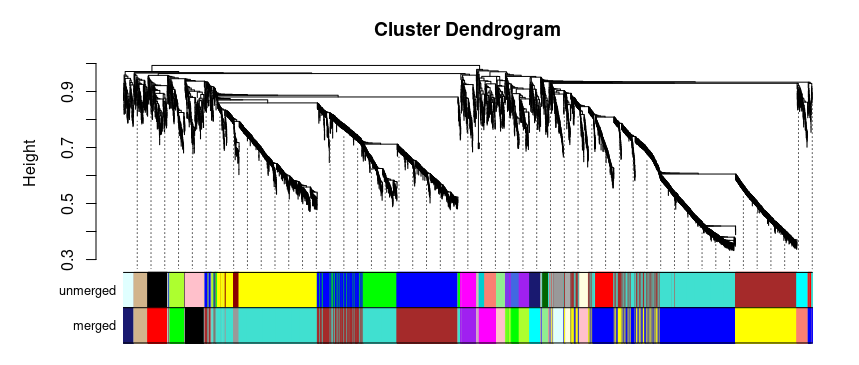 Cluster Dendrogram
Height
0.9
0.7
0.5
0.3
unmerged
merged